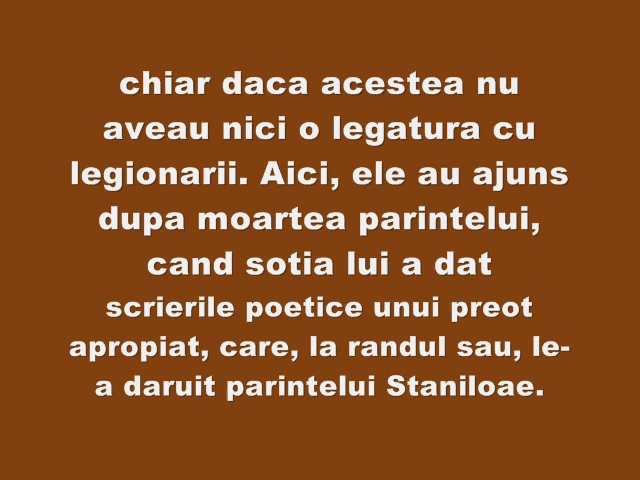 chiar daca acestea nu
aveau nici o legatura cu
legionarii. Aici, ele au ajuns
dupa moartea parintelui,
cand sotia lui a dat
scrierile poetice unui preot
apropiat, care, la randul sau, le-
a daruit parintelui Staniloae.